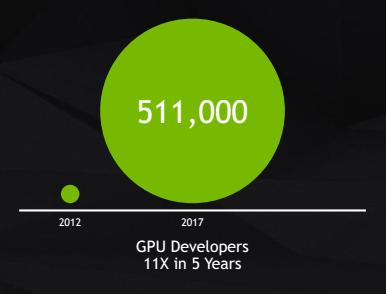 511,000
2012 2017
GPU Developers
11X in 5 Years